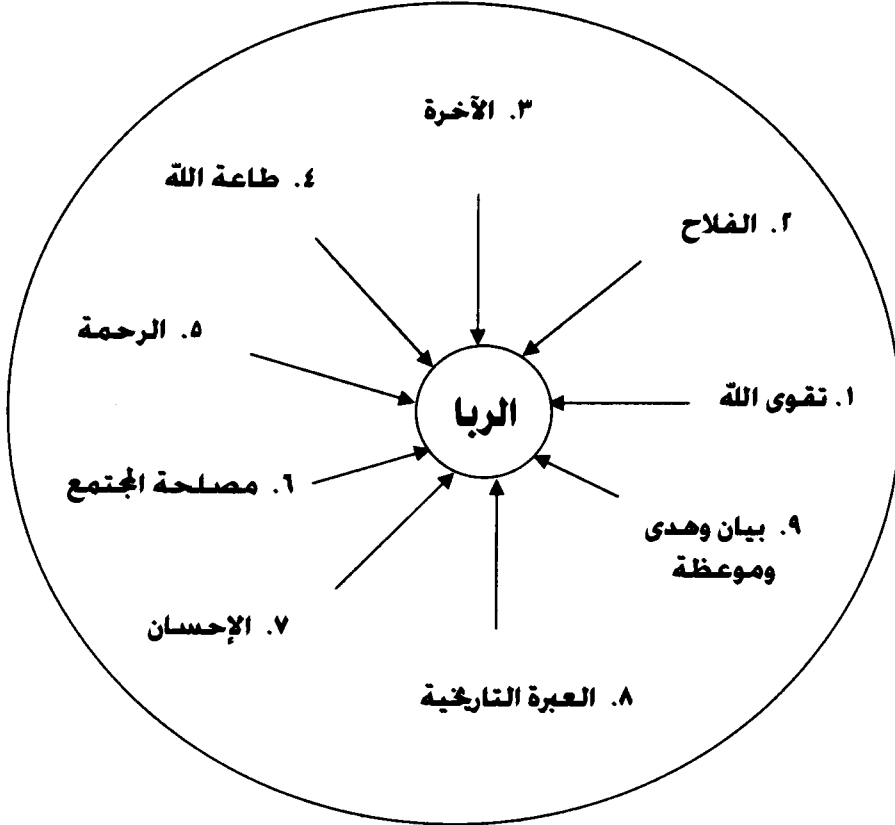 ٣. الآخرة
٤. طاعة الله
٢. الفلاح
٥. الرحمة
١. تقوى الله
الربا
٦. مصلحة المجتمع
٩. بيان وهدى
وموعظة
٧. الإحسان
٨. العبرة التاريخية